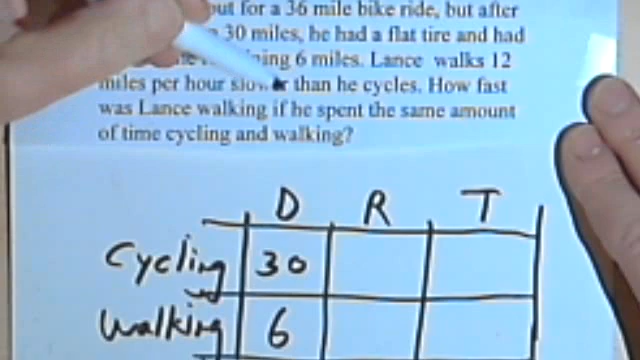 out for a 36 mile bike ride, but after
30 miles, he had a flat tire and had
6 miles. Lance walks 12
miles per hour than he cycles. How fast
was Lance walking if he spent the same amount
of time cycling and walking?
D R T
Cycling 30
Walking 6